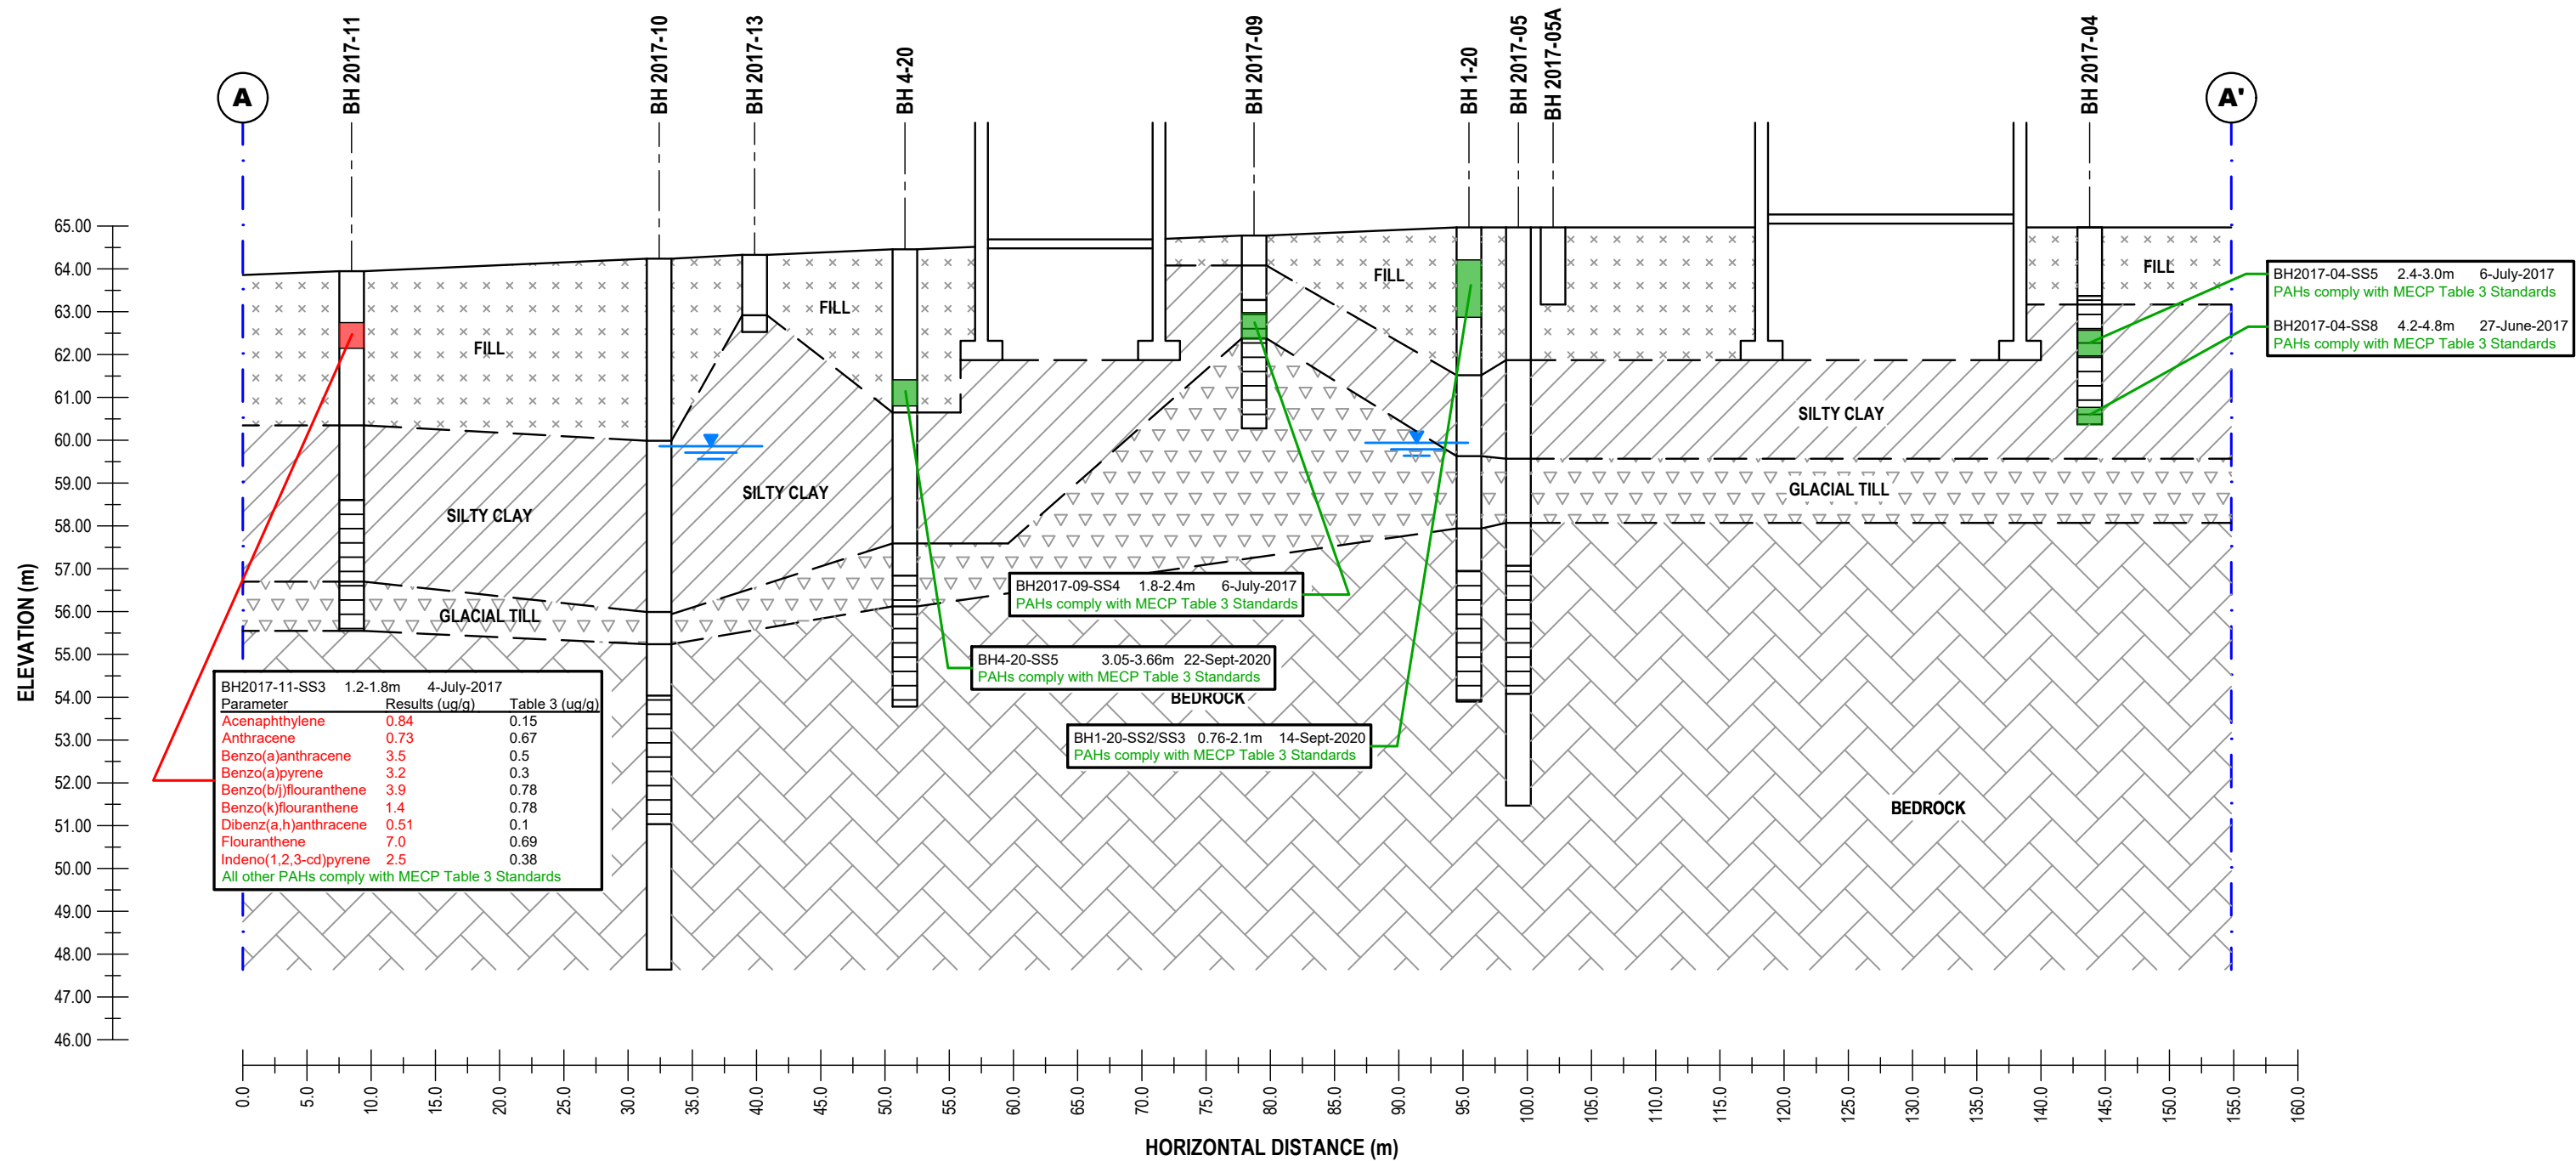 A
BH 2017-11
BH 2017-10
BH 2017-13
BH 4-20
BH 2017-09
BH 1-20
BH 2017-05
BH 2017-05A
BH 2017-04
A'
ELEVATION (m)
65.00
64.00
63.00
62.00
61.00
60.00
59.00
58.00
57.00
56.00
55.00
54.00
53.00
52.00
51.00
50.00
49.00
48.00
47.00
46.00
FILL
FILL
FILL
FILL
SILTY CLAY
SILTY CLAY
SILTY CLAY
GLACIAL TILL
GLACIAL TILL
BEDROCK
BEDROCK
BH2017-04-SS5 2.4-3.0m 6-July-2017
PAHs comply with MECP Table 3 Standards
BH2017-04-SS8 4.2-4.8m 27-June-2017
PAHs comply with MECP Table 3 Standards
BH2017-09-SS4 1.8-2.4m 6-July-2017
PAHs comply with MECP Table 3 Standards
BH4-20-SS5 3.05-3.66m 22-Sept-2020
PAHs comply with MECP Table 3 Standards
BH1-20-SS2/SS3 0.76-2.1m 14-Sept-2020
PAHs comply with MECP Table 3 Standards
BH2017-11-SS3 1.2-1.8m 4-July-2017
Parameter Results (ug/g) Table 3 (ug/g)
Acenaphthylene 0.84 0.15
Anthracene 0.73 0.67
Benzo(a)anthracene 3.5 0.5
Benzo(a)pyrene 3.2 0.3
Benzo(b/j)flouranthene 3.9 0.78
Benzo(k)flouranthene 1.4 0.78
Dibenz(a,h)anthracene 0.51 0.1
Flouranthene 7.0 0.69
Indeno(1,2,3-cd)pyrene 2.5 0.38
All other PAHs comply with MECP Table 3 Standards
0.0
5.0
10.0
15.0
20.0
25.0
30.0
35.0
40.0
45.0
50.0
55.0
60.0
65.0
70.0
75.0
80.0
85.0
90.0
95.0
100.0
105.0
110.0
115.0
120.0
125.0
130.0
135.0
140.0
145.0
150.0
155.0
160.0
HORIZONTAL DISTANCE (m)